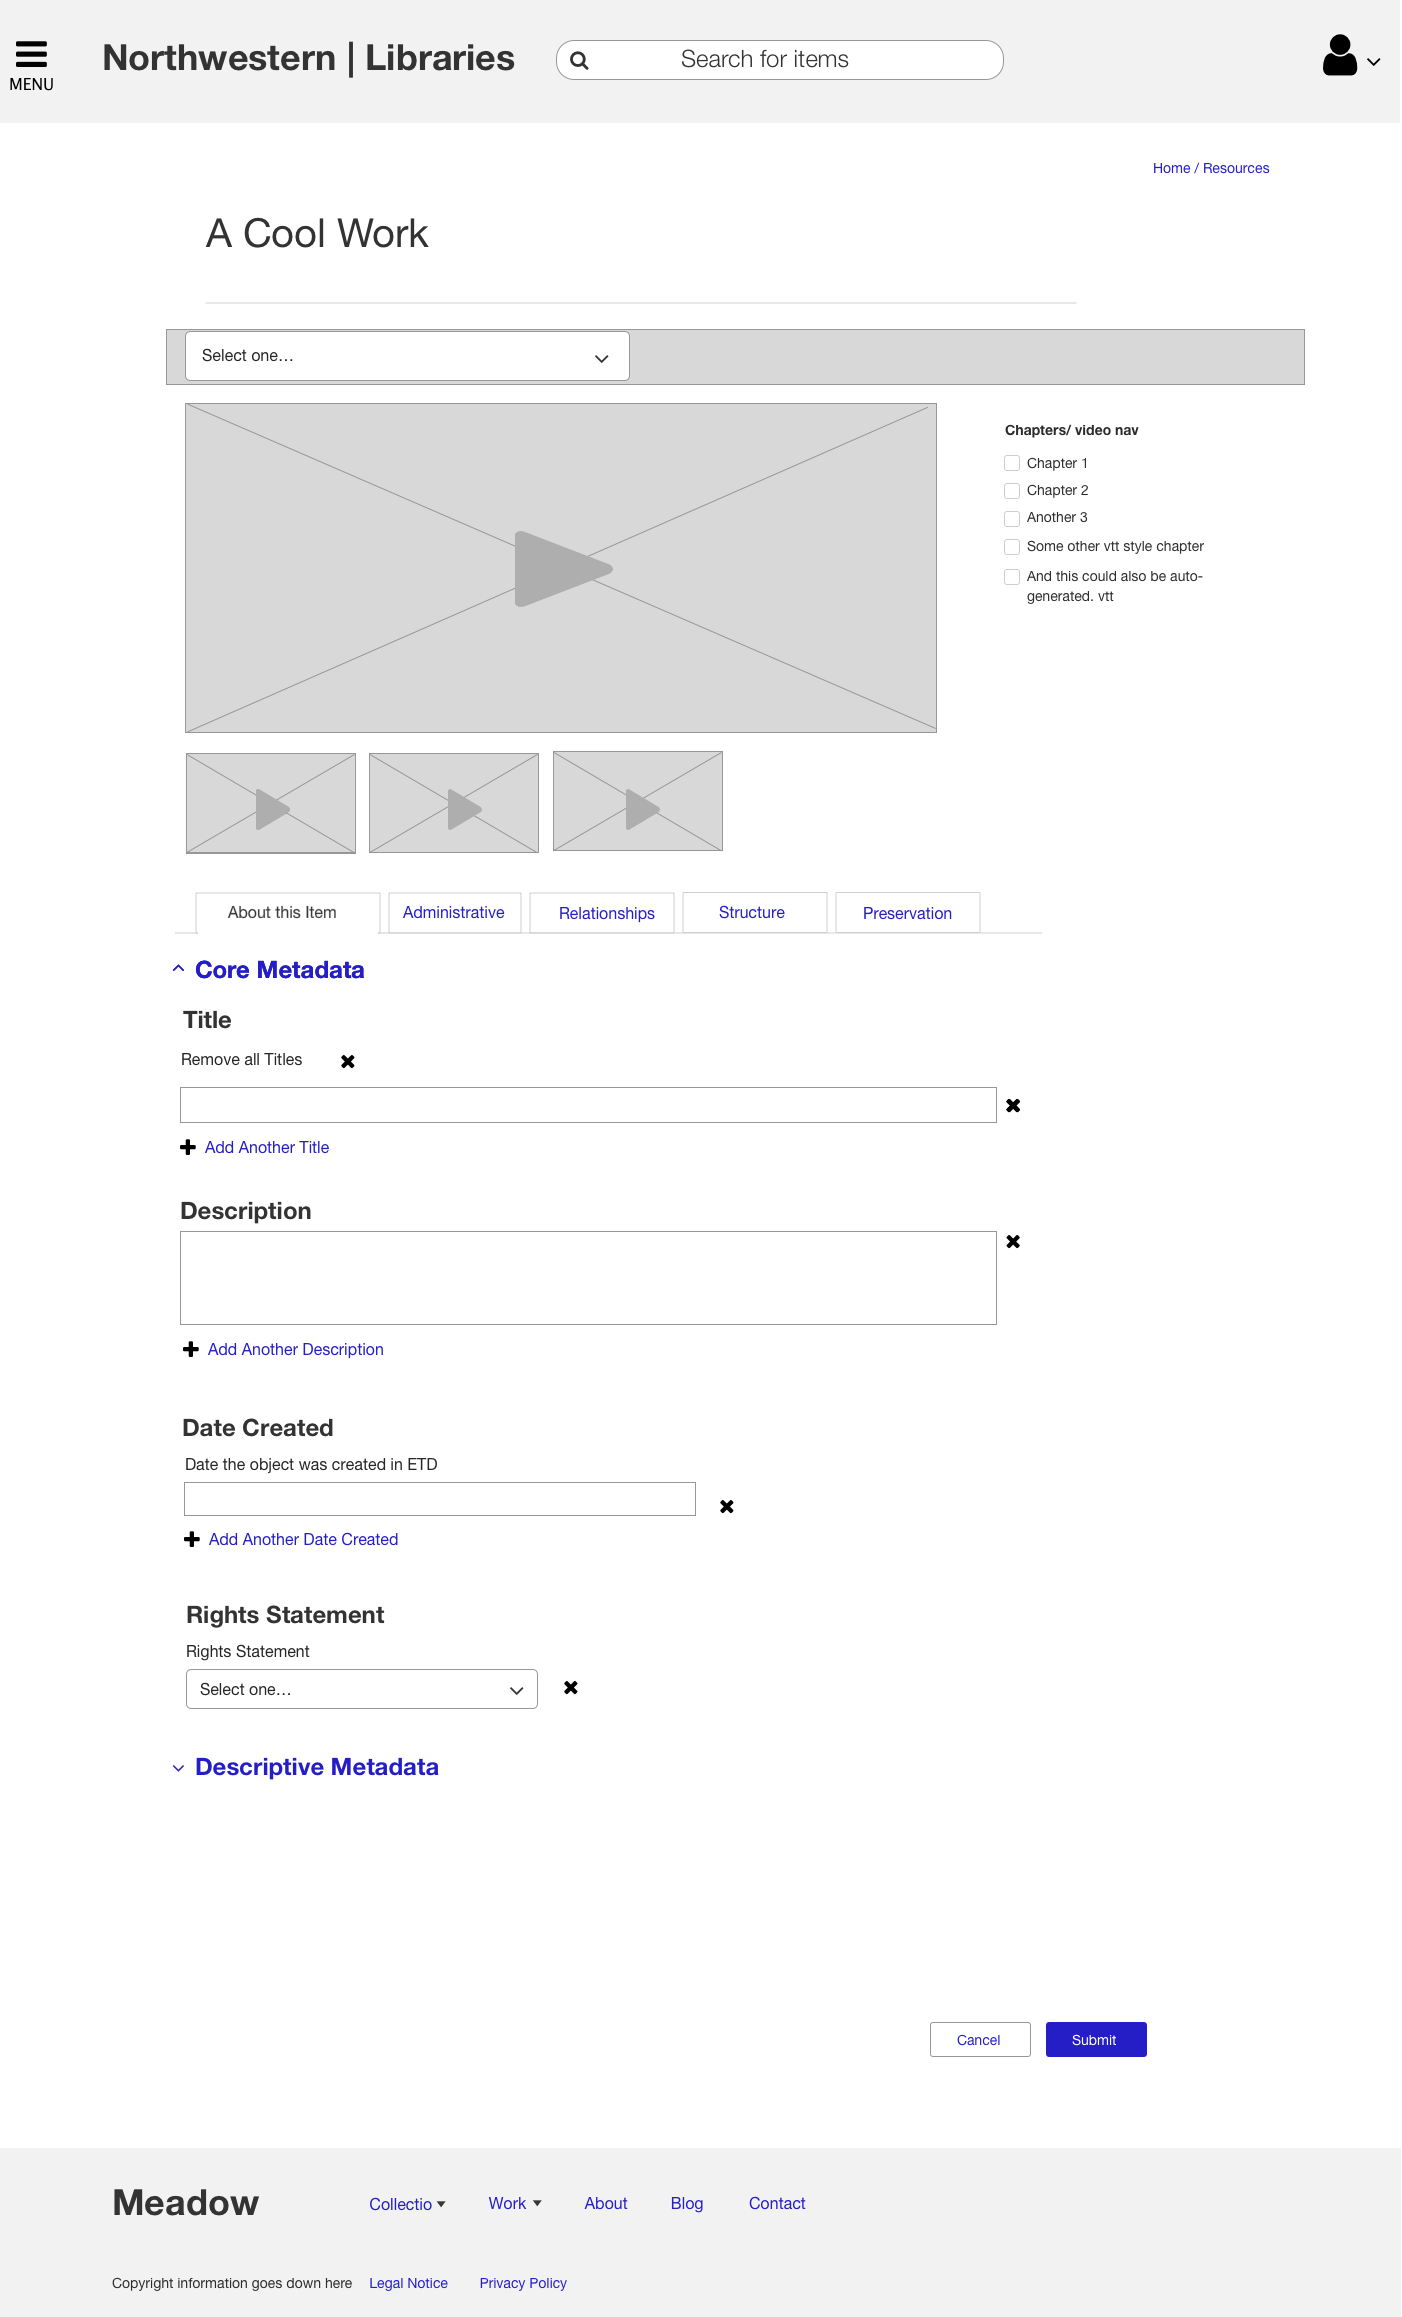 MENU
Northwestern | Libraries
Search for items
Home / Resources
A Cool Work
Select one...
Chapters/ video nav
Chapter 1
Chapter 2
Another 3
Some other vtt style chapter
And this could also be auto-
generated. vtt
About this Item
Administrative
Relationships
Structure
Preservation
Core Metadata
Title
Remove all Titles
Add Another Title
Description
Add Another Description
Date Created
Date the object was created in ETD
Add Another Date Created
Rights Statement
Rights Statement
Select one...
Descriptive Metadata
Cancel
Submit
Meadow
Collectio
Work
About
Blog
Contact
Copyright information goes down here
Legal Notice
Privacy Policy